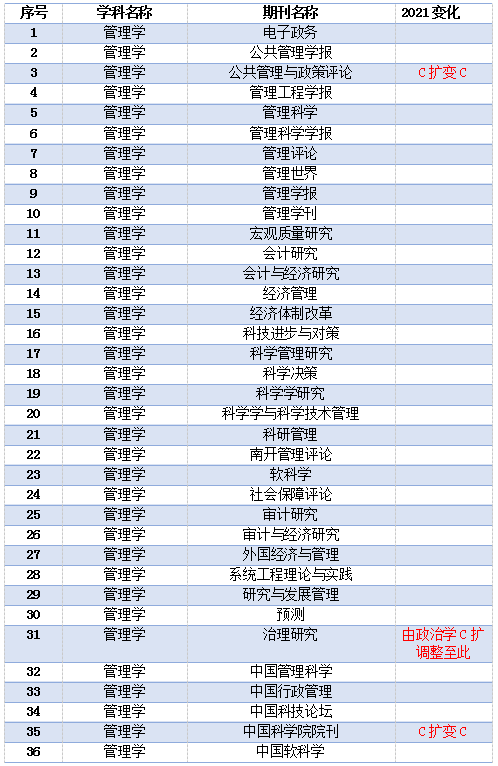 序号 学科名称 期刊名称 2021变化
1 管理学 电子政务
2 管理学 公共管理学报
3 管理学 公共管理与政策评论 C扩变C
4 管理学 管理工程学报
5 管理学 管理科学
6 管理学 管理科学学报
7 管理学 管理评论
8 管理学 管理世界
9 管理学 管理学报
10 管理学 管理学刊
11 管理学 宏观质量研究
12 管理学 会计研究
13 管理学 会计与经济研究
14 管理学 经济管理
15 管理学 经济体制改革
16 管理学 科技进步与对策
17 管理学 科学管理研究
18 管理学 科学决策
19 管理学 科学学研究
20 管理学 科学学与科学技术管理
21 管理学 科研管理
22 管理学 南开管理评论
23 管理学 软科学
24 管理学 社会保障评论
25 管理学 审计研究
26 管理学 审计与经济研究
27 管理学 外国经济与管理
28 管理学 系统工程理论与实践
29 管理学 研究与发展管理
30 管理学 预测
31 管理学 治理研究 由政治学C扩
调整至此
32 管理学 中国管理科学
33 管理学 中国行政管理
34 管理学 中国科技论坛
35 管理学 中国科学院院刊 C扩变C
36 管理学 中国软科学